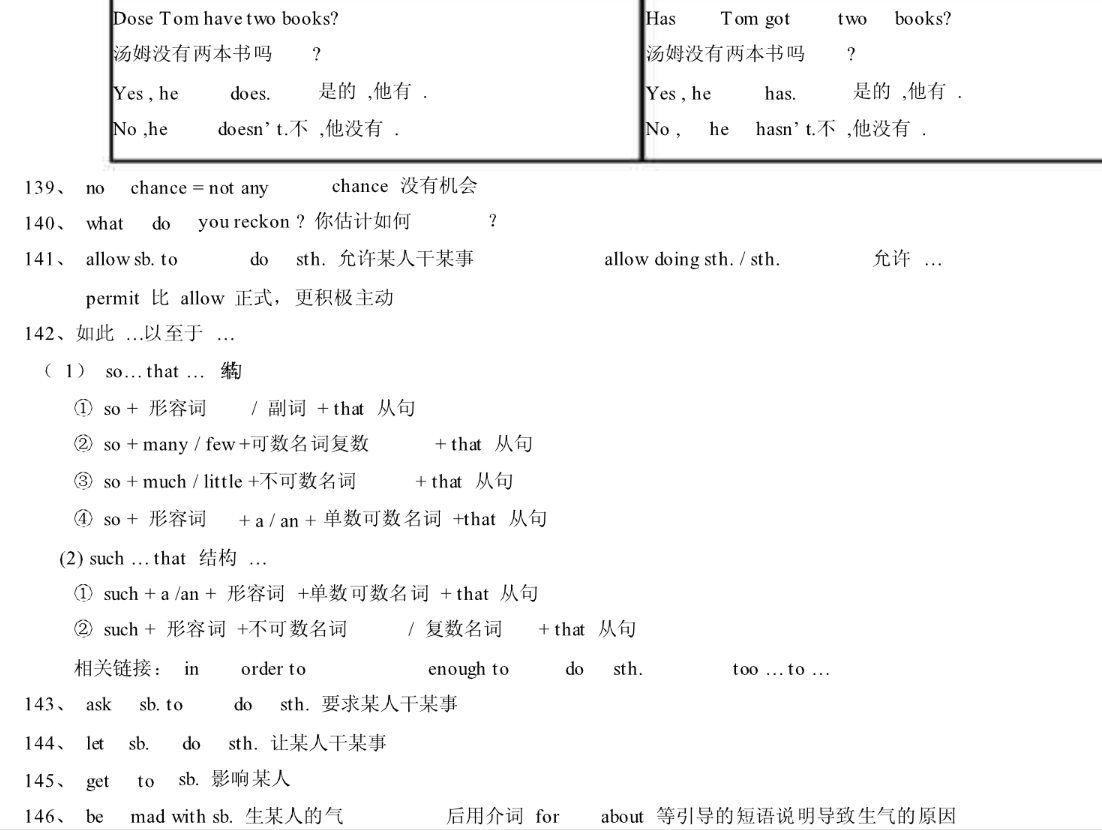 Dose Tom have two books?
汤姆没有两本书吗 ?
Yes , he does. 是的 ,他有 .
No ,he doesn’ t.不 ,他没有 .
Has Tom got two books?
汤姆没有两本书吗 ?
Yes , he has. 是的 ,他有 .
No , he hasn’ t.不 ,他没有 .
139、 no chance = not any chance 没有机会
140、 what do you reckon ? 你估计如何 ?
141、 allow sb. to do sth. 允许某人干某事 allow doing sth. / sth. 允许 …
permit 比 allow 正式，更积极主动
142、如此 …以至于 …
（ 1） so… that … 结构
① so + 形容词 / 副词 + that 从句
② so + many / few +可数名词复数 + that 从句
③ so + much / little +不可数名词 + that 从句
④ so + 形容词 + a / an + 单数可数名词 +that 从句
(2) such … that 结构 …
① such + a /an + 形容词 +单数可数名词 + that 从句
② such + 形容词 +不可数名词 / 复数名词 + that 从句
相关链接： in order to enough to do sth. too … to …
143、 ask sb. to do sth. 要求某人干某事
144、 let sb. do sth. 让某人干某事
145、 get to sb. 影响某人
146、 be mad with sb. 生某人的气 后用介词 for about 等引导的短语说明导致生气的原因